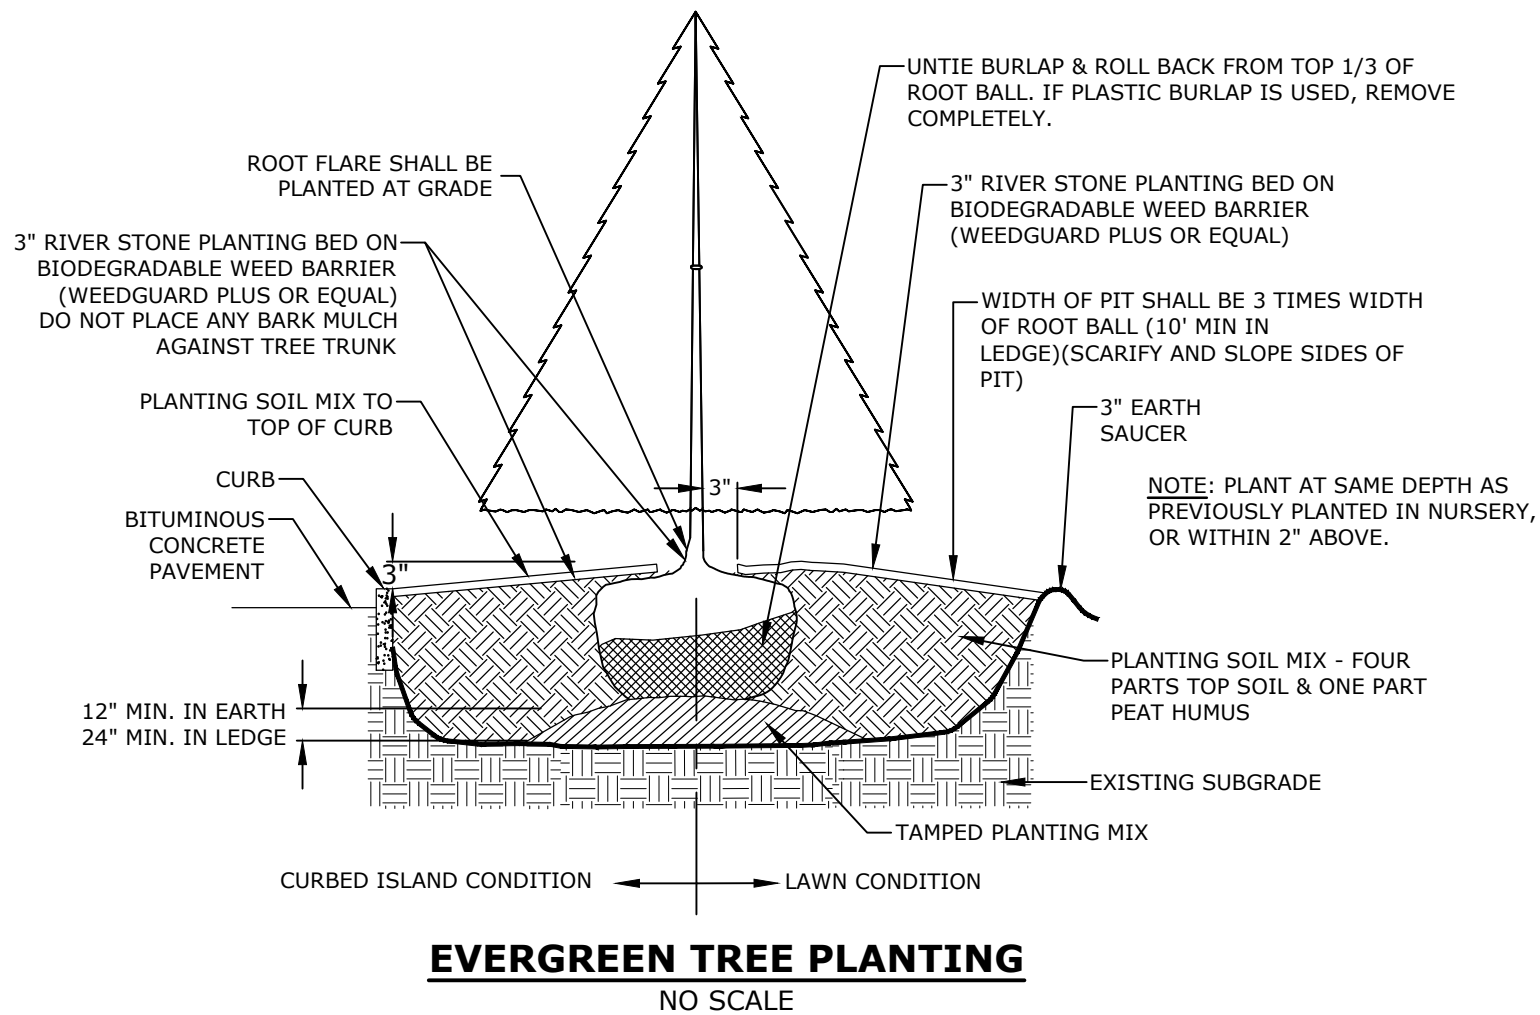 UNTIE BURLAP & ROLL BACK FROM TOP 1/3 OF
ROOT BALL. IF PLASTIC BURLAP IS USED, REMOVE
COMPLETELY.
ROOT FLARE SHALL BE
PLANTED AT GRADE
3" RIVER STONE PLANTING BED ON
BIODEGRADABLE WEED BARRIER
(WEEDGUARD PLUS OR EQUAL)
3" RIVER STONE PLANTING BED ON
BIODEGRADABLE WEED BARRIER
(WEEDGUARD PLUS OR EQUAL)
DO NOT PLACE ANY BARK MULCH
AGAINST TREE TRUNK
WIDTH OF PIT SHALL BE 3 TIMES WIDTH
OF ROOT BALL (10' MIN IN
LEDGE)(SCARIFY AND SLOPE SIDES OF
PIT)
PLANTING SOIL MIX TO
TOP OF CURB
3" EARTH
SAUCER
CURB
3"
NOTE: PLANT AT SAME DEPTH AS
PREVIOUSLY PLANTED IN NURSERY,
OR WITHIN 2" ABOVE.
BITUMINOUS
CONCRETE
PAVEMENT
3"
PLANTING SOIL MIX - FOUR
PARTS TOP SOIL & ONE PART
PEAT HUMUS
12" MIN. IN EARTH
24" MIN. IN LEDGE
EXISTING SUBGRADE
TAMPED PLANTING MIX
CURBED ISLAND CONDITION
LAWN CONDITION
EVERGREEN TREE PLANTING
NO SCALE